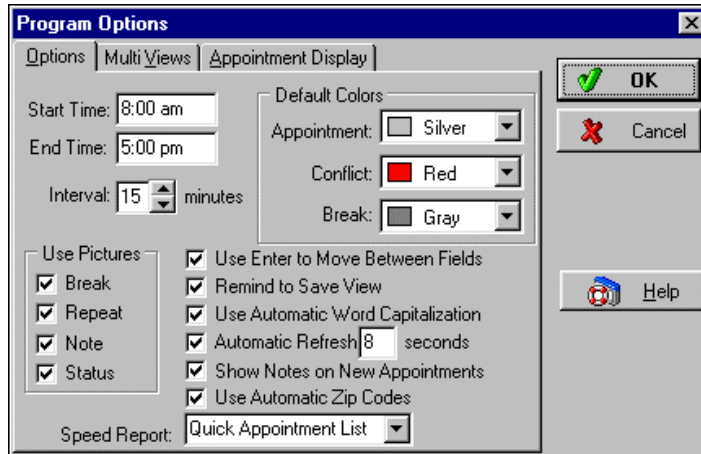 Program Options
Options Multi Views Appointment Display
Start Time: 8:00 am
End Time: 5:00 pm
Interval: 15 minutes
Default Colors
Appointment: Silver
Conflict: Red
Break: Gray
OK
Cancel
Help
Use Pictures
Break
Repeat
Note
Status
Use Enter to Move Between Fields
Remind to Save View
Use Automatic Word Capitalization
Automatic Refresh 8 seconds
Show Notes on New Appointments
Use Automatic Zip Codes
Speed Report: Quick Appointment List